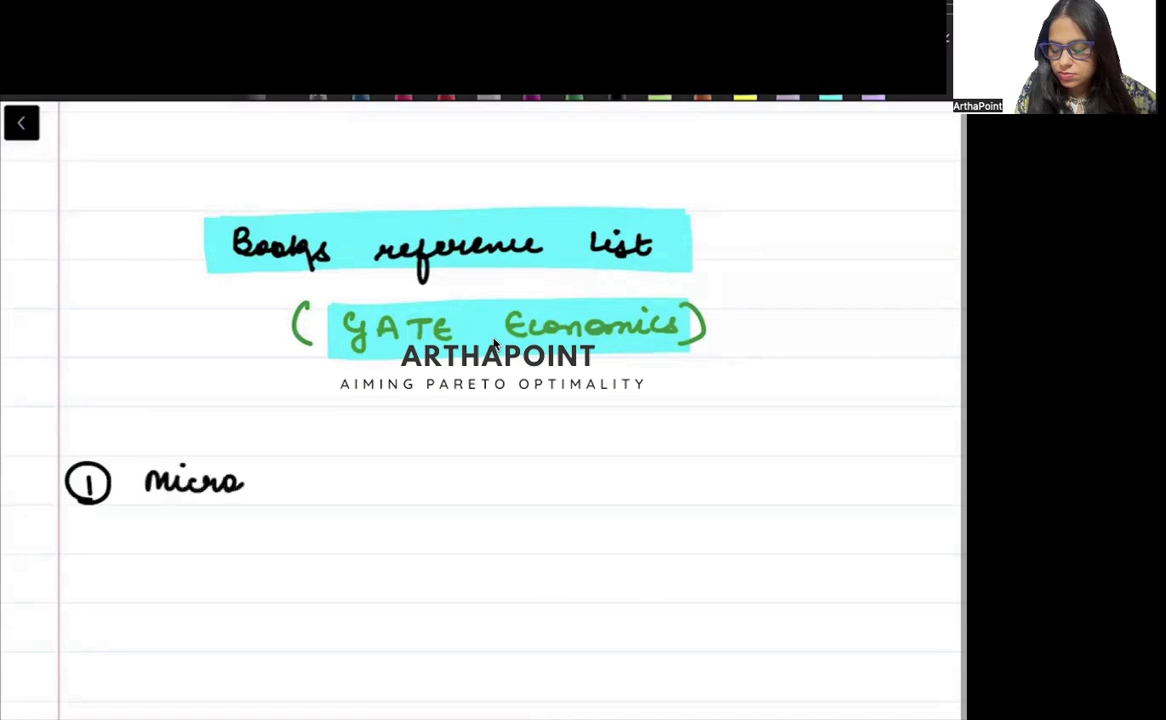 ArthaPoint
Books reference list
(GATE Economics)
ARTHAPOINT
AIMING PARETO OPTIMALITY
① Micro